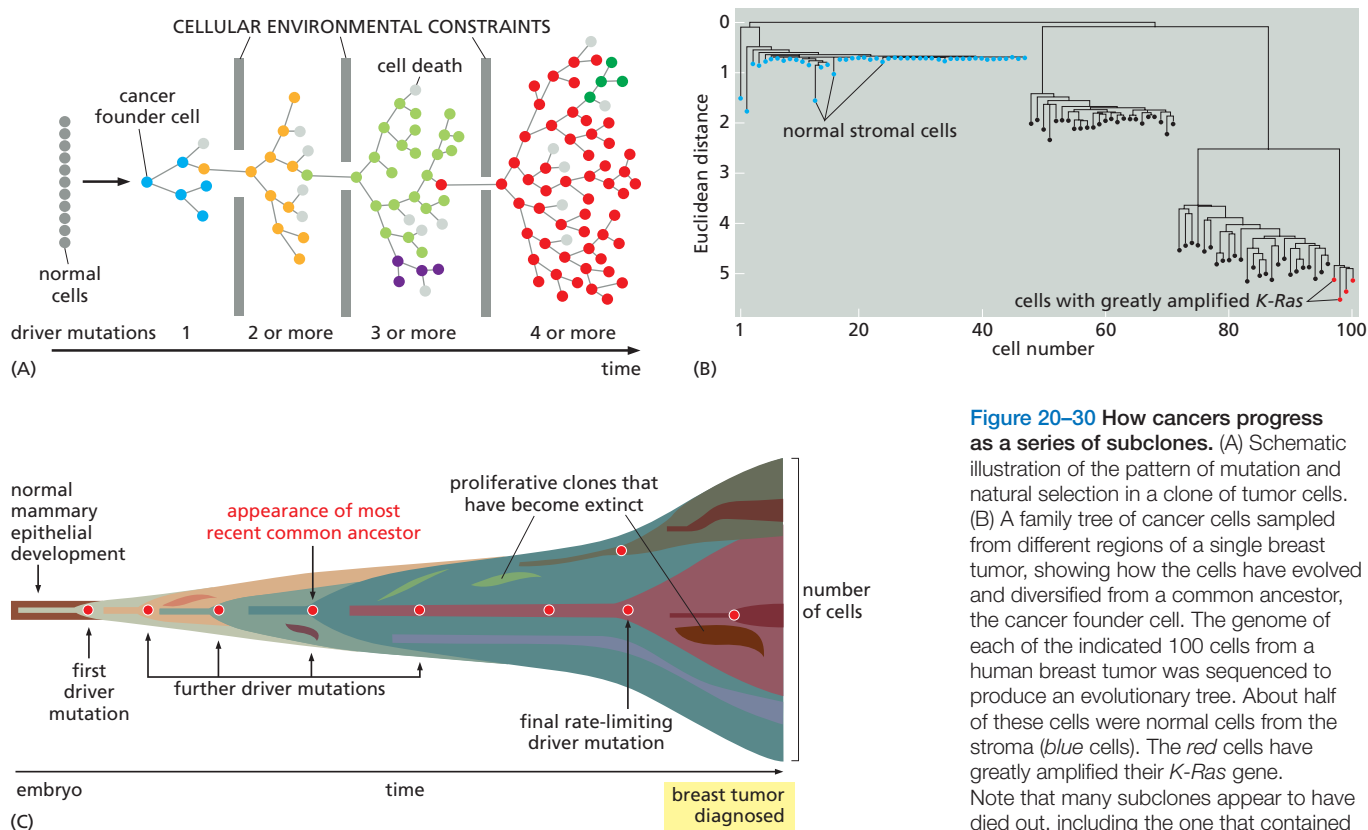 CELLULAR ENVIRONMENTAL CONSTRAINTS
cell death
cancer
founder cell
normal
cells
driver mutations
1
2 or more
3 or more
4 or more
time
(A)
0
1
2
3
4
5
Euclidean distance
normal stromal cells
cells with greatly amplified K-Ras
1
20
40
60
80
100
cell number
(B)
normal
mammary
epithelial
development
appearance of most
recent common ancestor
proliferative clones that
have become extinct
number
of cells
first
driver
mutation
further driver mutations
final rate-limiting
driver mutation
embryo
time
breast tumor
diagnosed
(C)
Figure 20–30 How cancers progress
as a series of subclones. (A) Schematic
illustration of the pattern of mutation and
natural selection in a clone of tumor cells.
(B) A family tree of cancer cells sampled
from different regions of a single breast
tumor, showing how the cells have evolved
and diversified from a common ancestor,
the cancer founder cell. The genome of
each of the indicated 100 cells from a
human breast tumor was sequenced to
produce an evolutionary tree. About half
of these cells were normal cells from the
stroma (blue cells). The red cells have
greatly amplified their K-Ras gene.
Note that many subclones appear to have
died out, including the one that contained